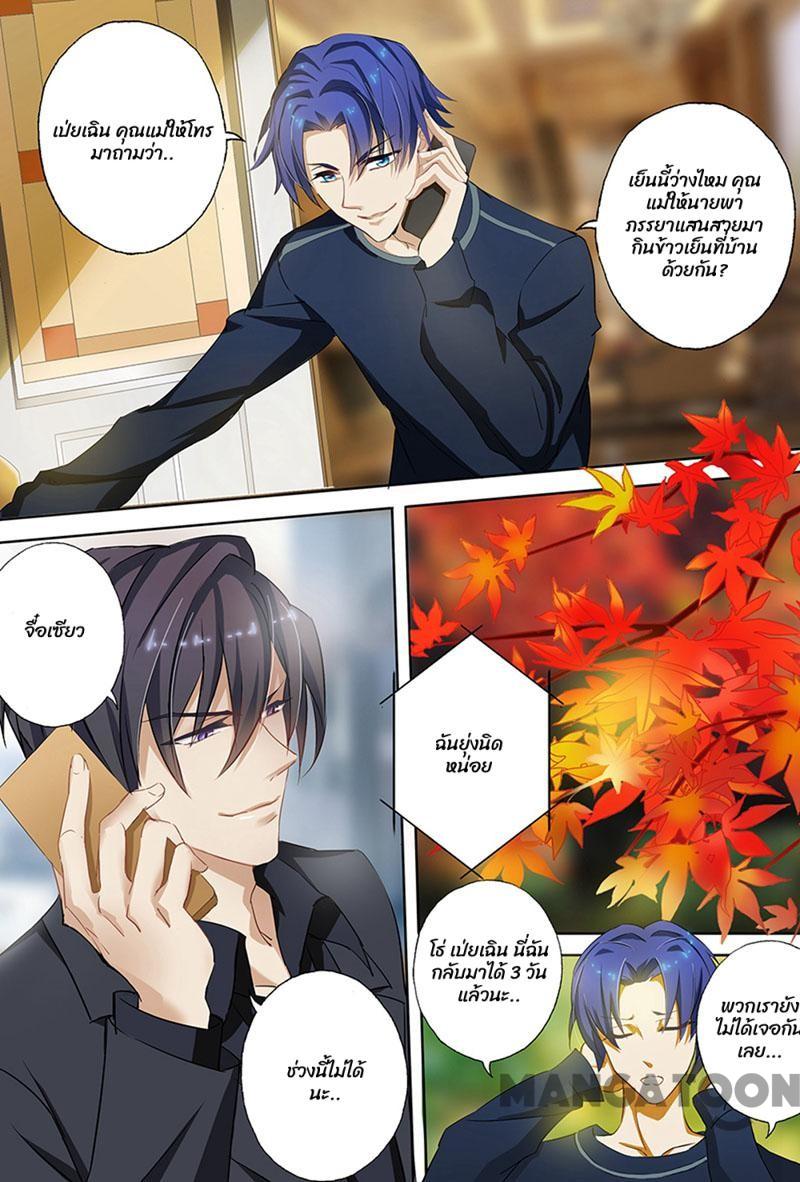 เป่ยเฉิน คุณแม่ให้โทร
มาถามว่า..
เย็นนี้ว่างไหม คุณ
แม่ให้นายพา
ภรรยาแสนสวยมา
กินข้าวเย็นที่บ้าน
ด้วยกัน?
จื่อเซียว
ฉันยุ่งนิด
หน่อย
ช่วงนี้ไม่ได้
นะ..
โธ่ เป่ยเฉิน นี่ฉัน
กลับมาได้ 3 วัน
แล้วนะ..
พวกเรายัง
ไม่ได้เจอกัน
เลย...
MANGATOON